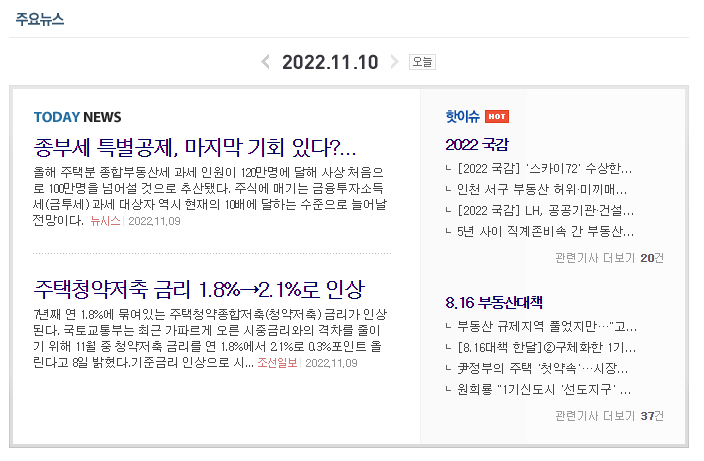 주요뉴스
2022.11.10 오늘
TODAY NEWS
종부세 특별공제, 마지막 기회 있다?...
올해 주택분 종합부동산세 과세 인원이 120만명에 달해 사상 처음으
로 100만명을 넘어설 것으로 추산됐다. 주식에 매기는 금융투자소득
세(금투세) 과세 대상자 역시 현재의 10배에 달하는 수준으로 늘어날
전망이다. 뉴시스 | 2022.11.09
주택청약저축 금리 1.8%→2.1%로 인상
7년째 연 1.8%에 묶여있는 주택청약종합저축(청약저축) 금리가 인상
된다. 국토교통부는 최근 가파르게 오른 시중금리와의 격차를 줄이
기 위해 11월 중 청약저축 금리를 연 1.8%에서 2.1%로 0.3%포인트 올
린다고 8일 밝혔다.기준금리 인상으로 시... 조선일보 | 2022.11.09
핫이슈 HOT
2022 국감
[2022 국감] '스카이72' 수상한...
인천 서구 부동산 허위·미끼매...
[2022 국감] LH, 공공기관·건설...
5년 사이 직계존비속 간 부동산...
관련기사 더보기 20건
8.16 부동산대책
부동산 규제지역 풀었지만…"고...
[8.16대책 한달]②구체화한 1기...
尹정부의 주택 '청약속'…시장...
원희룡 "1기신도시 '선도지구' ...
관련기사 더보기 37건